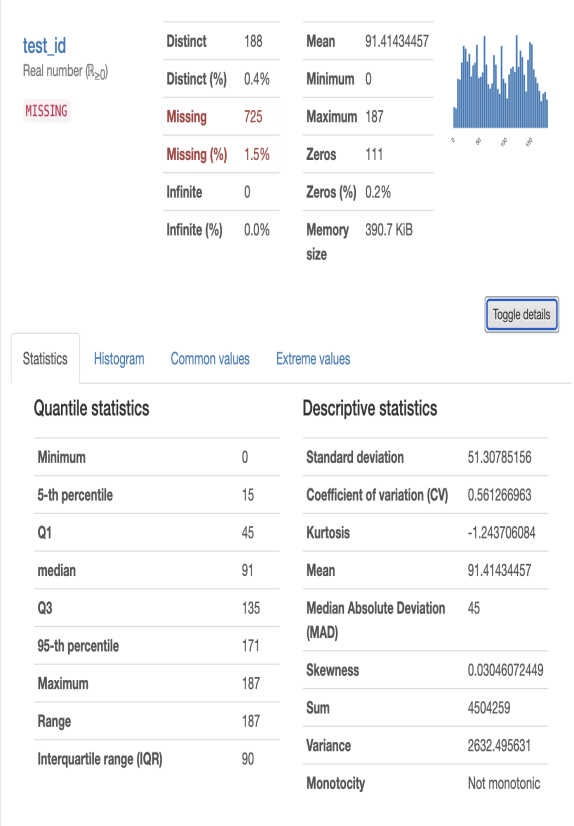 test_id
Real number (ℝ≥0)
MISSING
Distinct 188
Distinct (%) 0.4%
Missing 725
Missing (%) 1.5%
Infinite 0
Infinite (%) 0.0%
Mean 91.41434457
Minimum 0
Maximum 187
Zeros 111
Zeros (%) 0.2%
Memory size 390.7 KiB
0 50 100 150
Toggle details
Statistics Histogram Common values Extreme values
Quantile statistics
Minimum 0
5-th percentile 15
Q1 45
median 91
Q3 135
95-th percentile 171
Maximum 187
Range 187
Interquartile range (IQR) 90
Descriptive statistics
Standard deviation 51.30785156
Coefficient of variation (CV) 0.561266963
Kurtosis -1.243706084
Mean 91.41434457
Median Absolute Deviation (MAD) 45
Skewness 0.03046072449
Sum 4504259
Variance 2632.495631
Monotocity Not monotonic